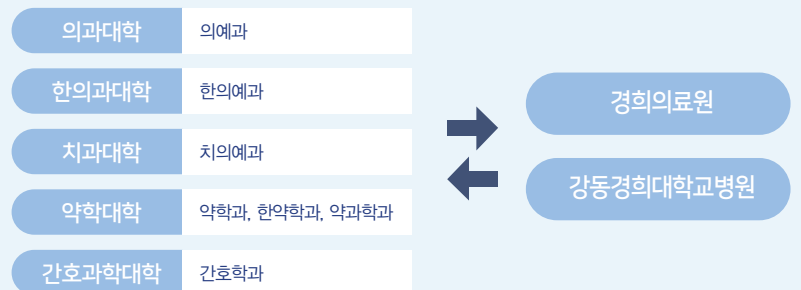 의과대학 의예과
한의과대학 한의예과
치과대학 치의예과
약학대학 약학과, 한약학과, 약과학과
간호과학대학 간호학과
경희의료원
강동경희대학교병원